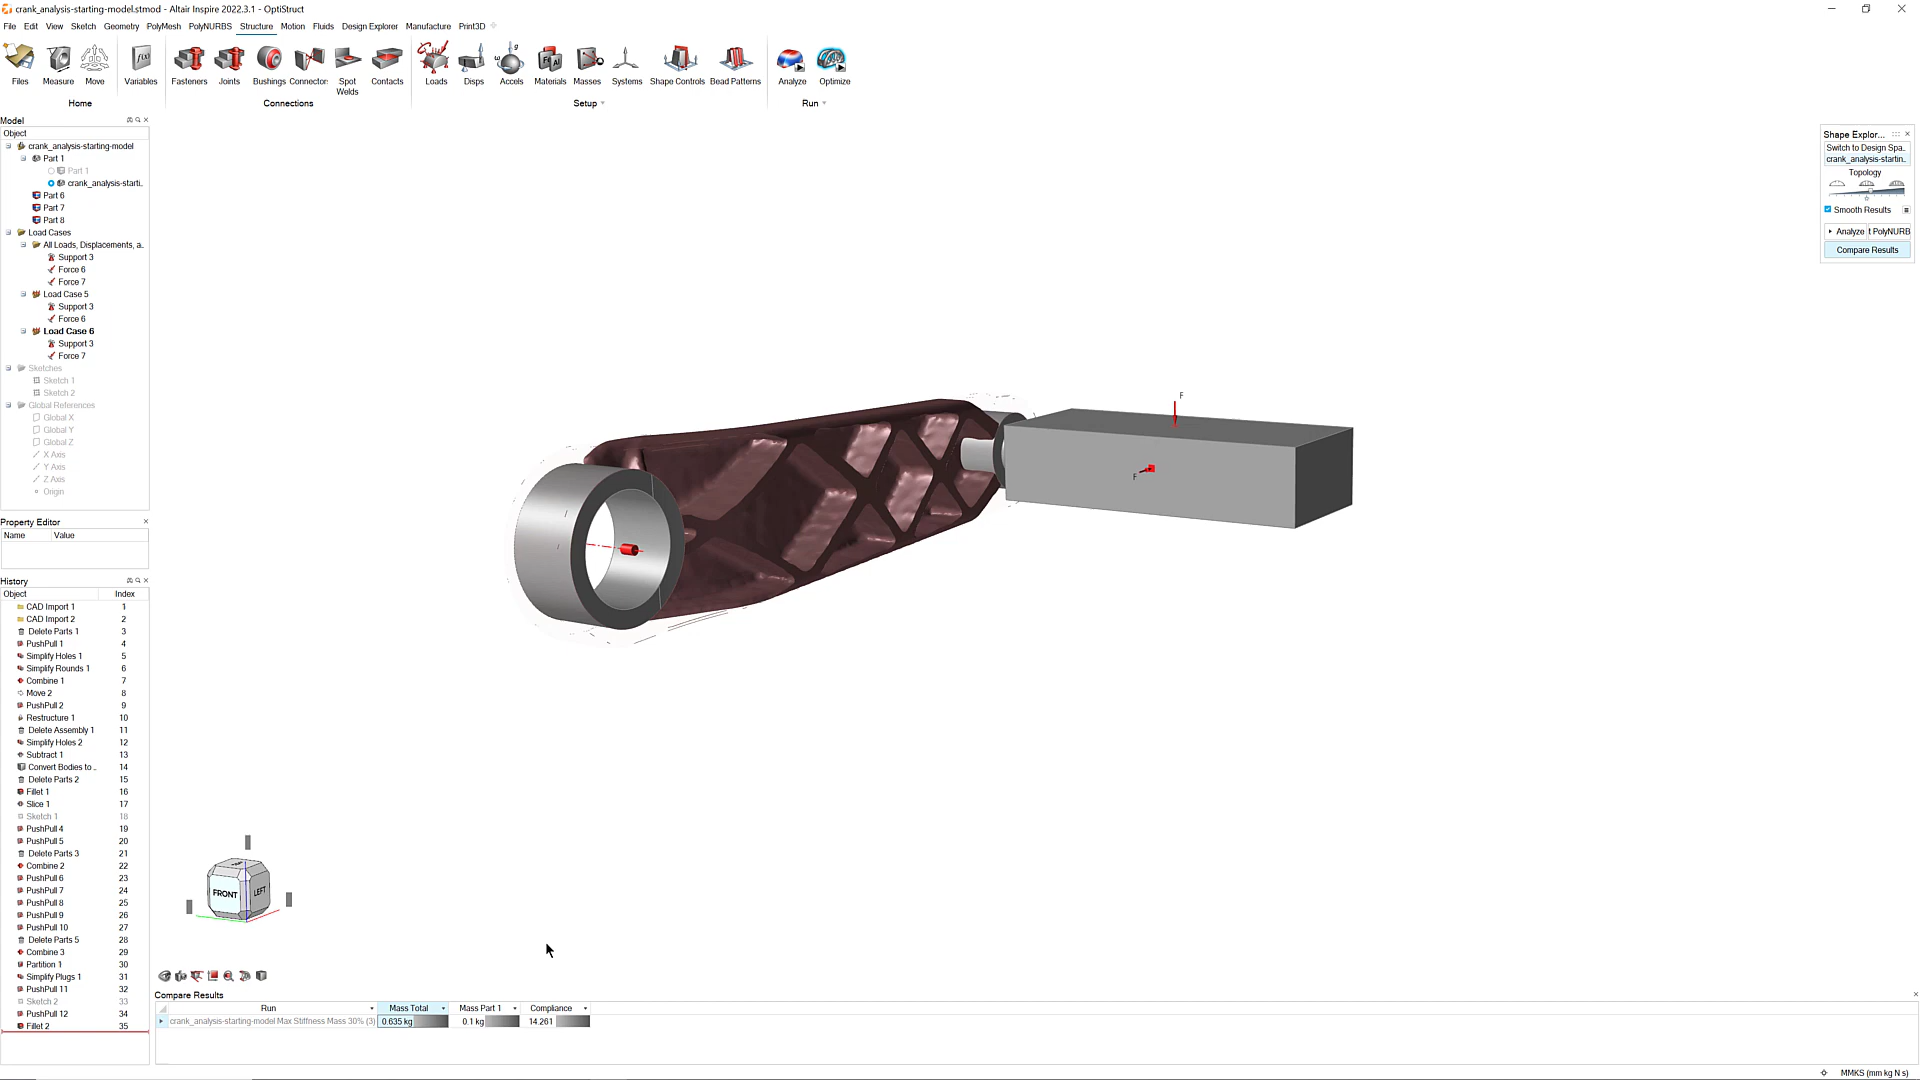 crank_analysis-starting-model.stmod - Altair Inspire 2022.3.1 - OptiStruct
File Edit View Sketch Geometry PolyMesh PolyNURBS Structure Motion Fluids Design Explorer Manufacture Print3D
Files Measure Move Variables Fasteners Joints Bushings Connectors Spot Welds Contacts Loads Disps Accels Materials Masses Systems Shape Controls Bead Patterns Analyze Optimize
Home Connections Setup Run
Model
Object
crank_analysis-starting-model
Part 1
Part 1
crank_analysis-starti..
Part 6
Part 7
Part 8
Load Cases
All Loads, Displacements, a..
Support 3
Force 6
Force 7
Load Case 5
Support 3
Force 6
Load Case 6
Support 3
Force 7
Sketches
Sketch 1
Sketch 2
Global References
Global X
Global Y
Global Z
X Axis
Y Axis
Z Axis
Origin
Property Editor
Name Value
History
Object Index
CAD Import 1 1
CAD Import 2 2
Delete Parts 1 3
PushPull 1 4
Simplify Holes 1 5
Simplify Rounds 1 6
Combine 1 7
Move 2 8
PushPull 2 9
Restructure 1 10
Delete Assembly 1 11
Simplify Holes 2 12
Subtract 1 13
Convert Bodies to .. 14
Delete Parts 2 15
Fillet 1 16
Slice 1 17
Sketch 1 18
PushPull 4 19
PushPull 5 20
Delete Parts 3 21
Combine 2 22
PushPull 6 23
PushPull 7 24
PushPull 8 25
PushPull 9 26
PushPull 10 27
Delete Parts 5 28
Combine 3 29
Partition 1 30
Simplify Plugs 1 31
PushPull 11 32
Sketch 2 33
PushPull 12 34
Fillet 2 35
F
F
FRONT LEFT
Shape Explor...
Switch to Design Spa..
crank_analysis-startin..
Topology
Smooth Results
Analyze t PolyNURB
Compare Results
Compare Results
Run Mass Total Mass Part 1 Compliance
crank_analysis-starting-model Max Stiffness Mass 30% (3) 0.635 kg 0.1 kg 14.261
MMKS (mm kg N s)